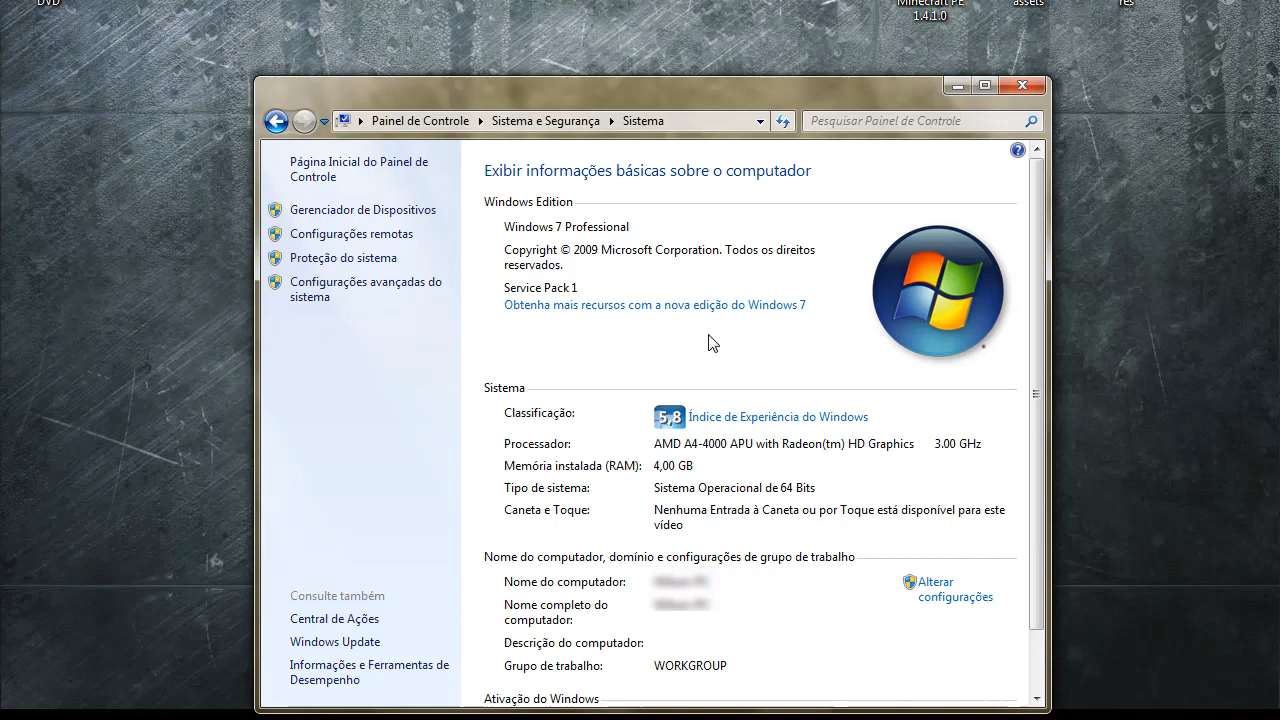 DVD
Minecraft PE
1.4.1.0
assets
res
Painel de Controle
Sistema e Segurança
Sistema
Pesquisar Painel de Controle
Página Inicial do Painel de
Controle
Gerenciador de Dispositivos
Configurações remotas
Proteção do sistema
Configurações avançadas do
sistema
Consulte também
Central de Ações
Windows Update
Informações e Ferramentas de
Desempenho
Exibir informações básicas sobre o computador
Windows Edition
Windows 7 Professional
Copyright © 2009 Microsoft Corporation. Todos os direitos
reservados.
Service Pack 1
Obtenha mais recursos com a nova edição do Windows 7
Sistema
Classificação: 5,8 Índice de Experiência do Windows
Processador: AMD A4-4000 APU with Radeon(tm) HD Graphics 3.00 GHz
Memória instalada (RAM): 4,00 GB
Tipo de sistema: Sistema Operacional de 64 Bits
Caneta e Toque: Nenhuma Entrada à Caneta ou por Toque está disponível para este
vídeo
Nome do computador, domínio e configurações de grupo de trabalho
Nome do computador:
Alterar
configurações
Nome completo do
computador:
Descrição do computador:
Grupo de trabalho: WORKGROUP
Ativação do Windows